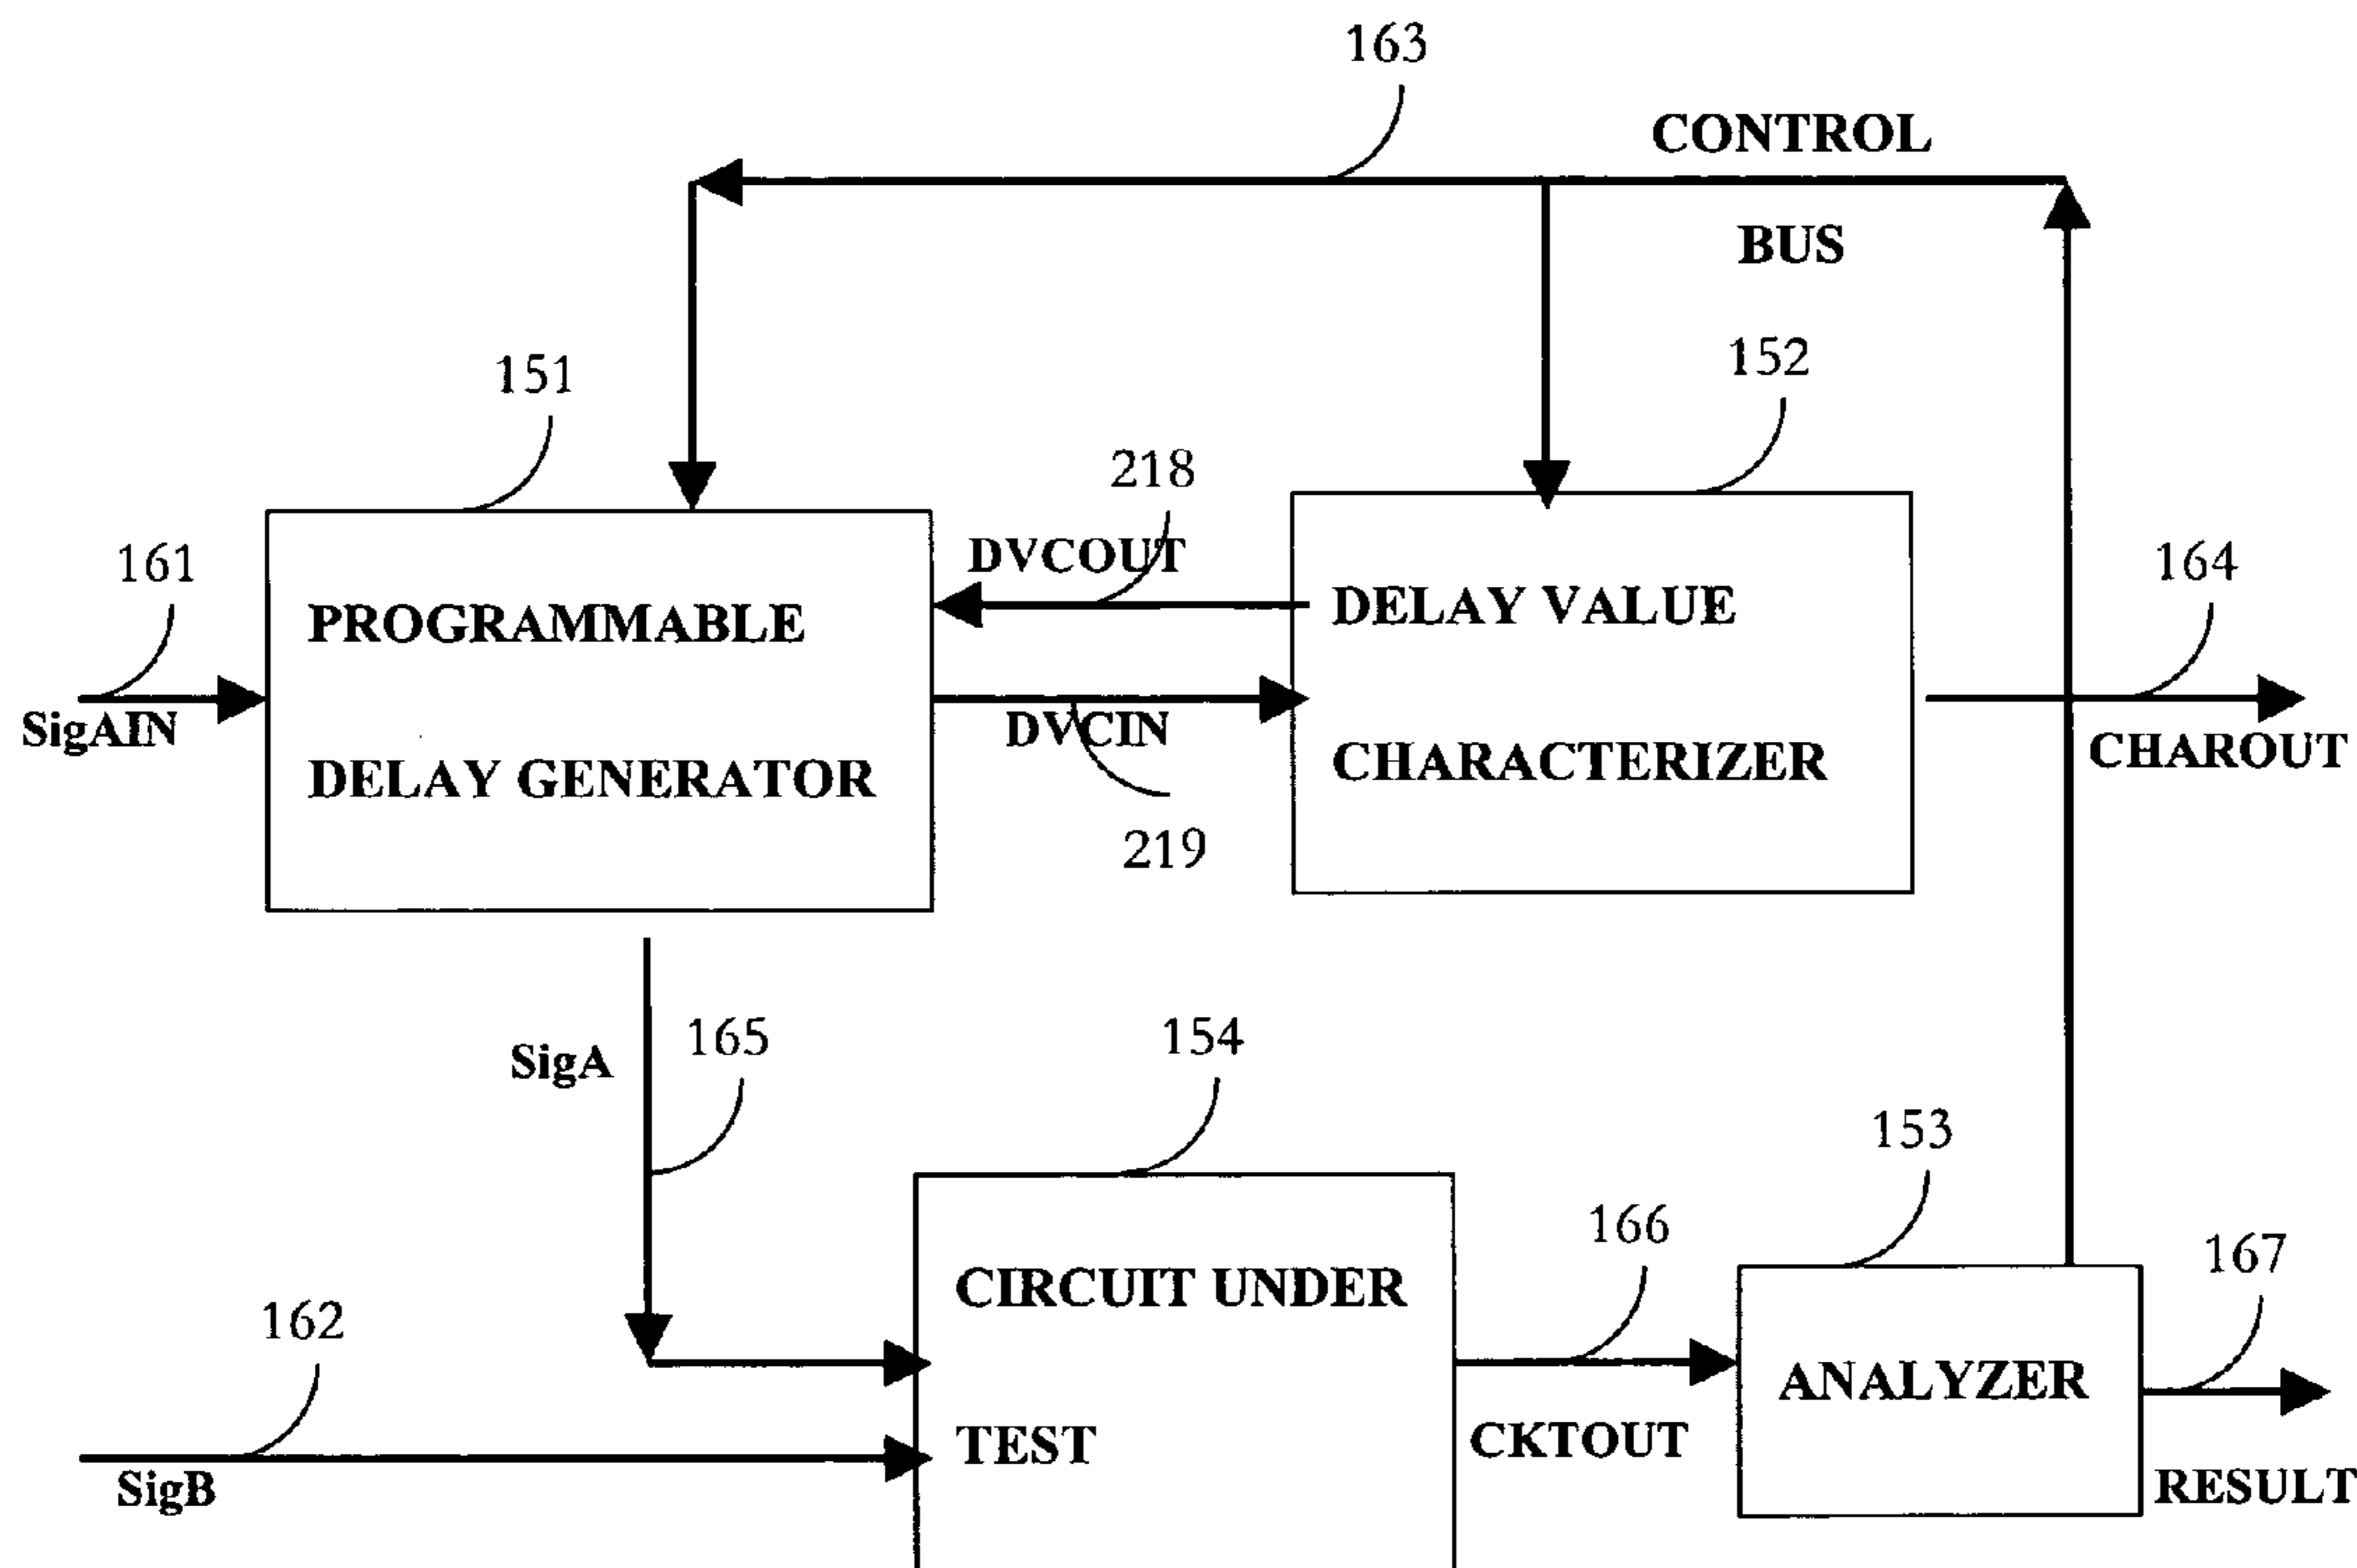 163
CONTROL
BUS
151
152
218
161
DVCOUT
164
PROGRAMMABLE
DELAY VALUE
SigAIN
DVCIN
CHARACTERIZER
CHAROUT
DELAY GENERATOR
219
SigA
165
154
153
166
167
162
CIRCUIT UNDER
ANALYZER
TEST
CKTOUT
SigB
RESULT